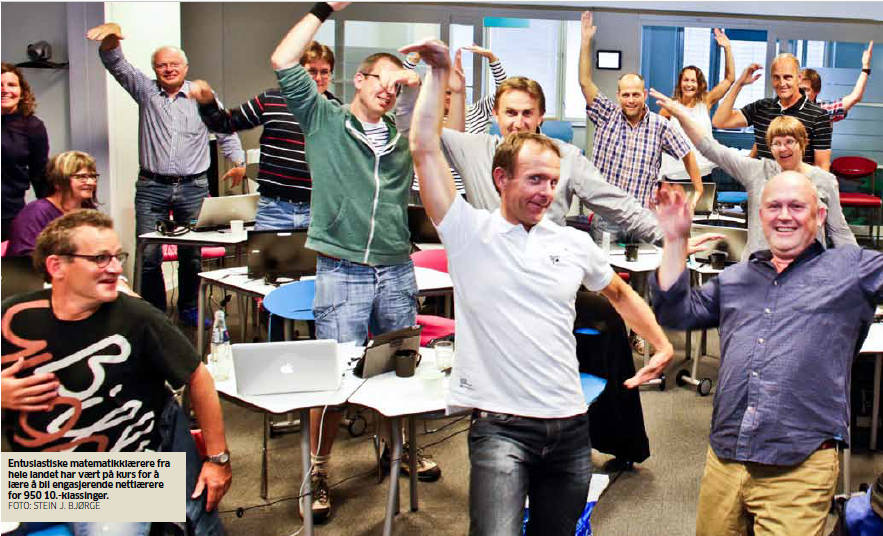 Entusiastiske matematikklærere fra
hele landet har vært på kurs for å
lære å bli engasjerende nettlærere
for 950 10.-klassinger.
FOTO: STEIN J. BJØRGE